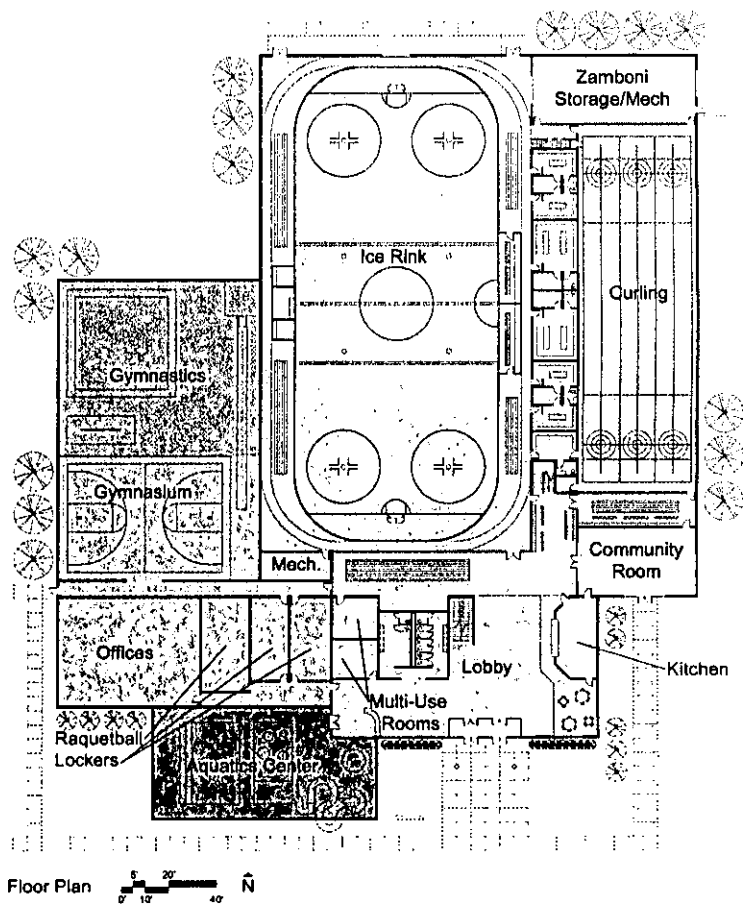 Zamboni
Storage/Mech
Ice Rink
Curling
Gymnastics
Gymnasium
Mech.
Community
Room
Offices
Lobby
Kitchen
Multi-Use
Rooms
Raquetball
Lockers
Aquatics Center
Floor Plan
5' 20'
0' 10' 40'
N